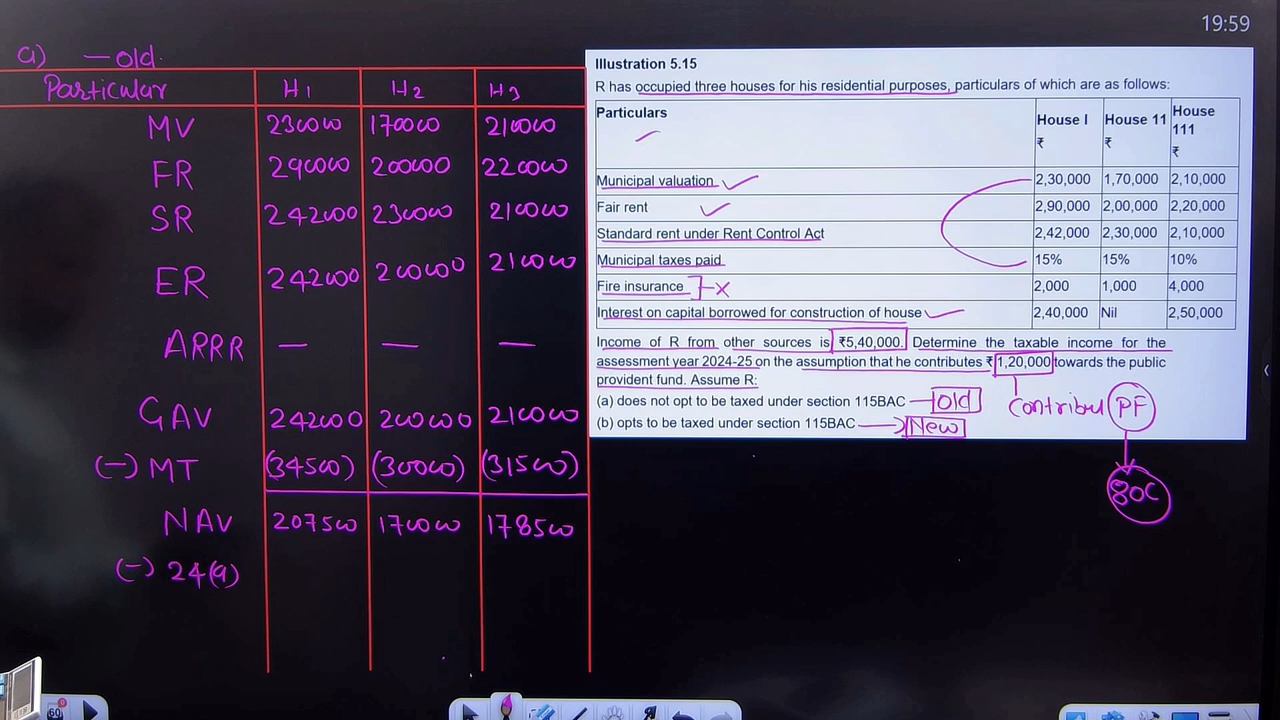 19:59
a) — old.
Particular H1 H2 H3
MV 230000 170000 210000
FR 290000 200000 220000
SR 242000 230000 210000
ER 242000 200000 210000
ARRR — — —
GAV 242000 200000 210000
(-) MT (34500) (30000) (31500)
NAV 207500 170000 178500
(-) 24(a)
Illustration 5.15
R has occupied three houses for his residential purposes, particulars of which are as follows:
Particulars House I ₹ House 11 ₹ House 111 ₹
Municipal valuation 2,30,000 1,70,000 2,10,000
Fair rent 2,90,000 2,00,000 2,20,000
Standard rent under Rent Control Act 2,42,000 2,30,000 2,10,000
Municipal taxes paid 15% 15% 10%
Fire insurance 2,000 1,000 4,000
Interest on capital borrowed for construction of house 2,40,000 Nil 2,50,000
Income of R from other sources is ₹5,40,000. Determine the taxable income for the
assessment year 2024-25 on the assumption that he contributes ₹ 1,20,000 towards the public
provident fund. Assume R:
(a) does not opt to be taxed under section 115BAC old
(b) opts to be taxed under section 115BAC New
Contribu PF
80C
60